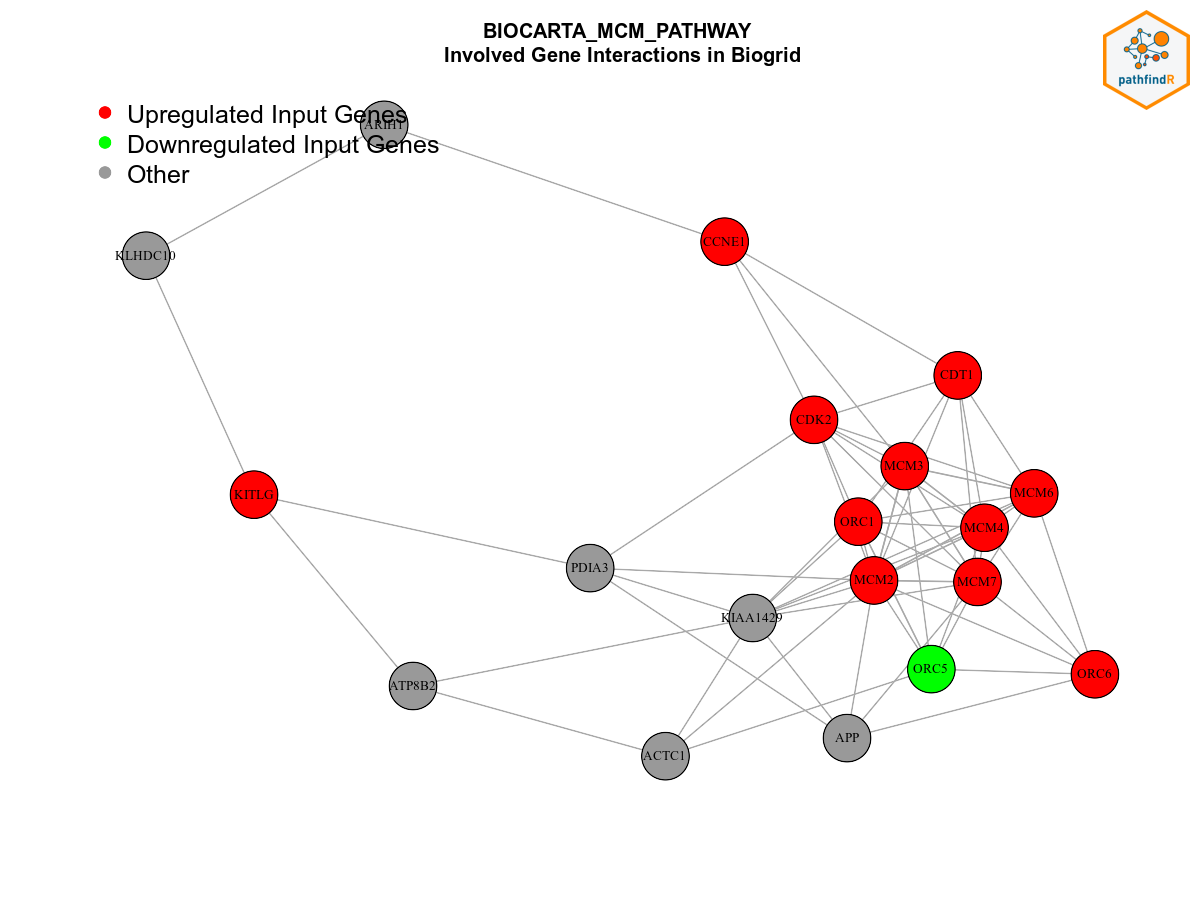 BIOCARTA_MCM_PATHWAY
Involved Gene Interactions in Biogrid
pathfindR
Upregulated Input Genes
ARIH1
Downregulated Input Genes
Other
CCNE1
KLHDC10
CDT1
CDK2
MCM3
KITLG
MCM6
ORC1
MCM4
PDIA3
MCM2
MCM7
KIAA1429
ORC5
ORC6
ATP8B2
APP
ACTC1